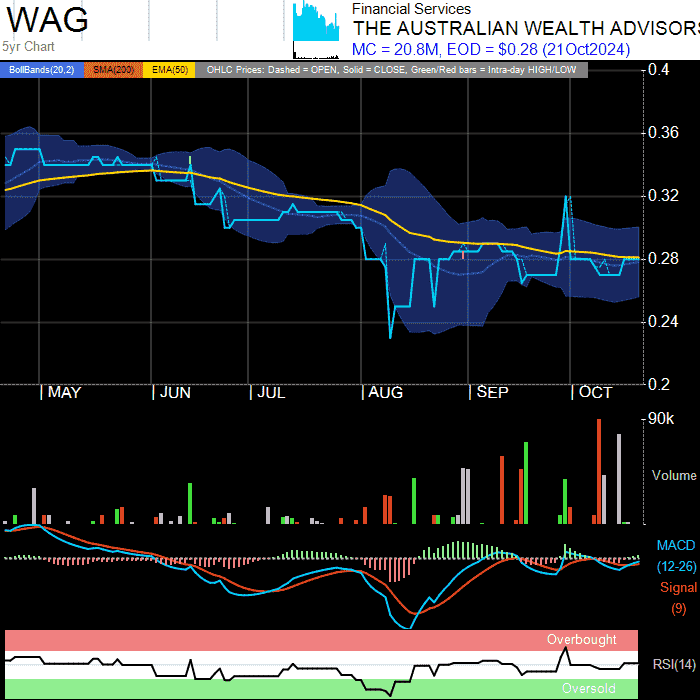 WAG
5yr Chart
Financial Services
THE AUSTRALIAN WEALTH ADVISORS
MC = 20.8M, EOD = $0.28 (21Oct2024)
BollBands(20,2) SMA(200) EMA(50) OHLC Prices: Dashed = OPEN, Solid = CLOSE, Green/Red bars = Intra-day HIGH/LOW
0.4
0.36
0.32
0.28
0.24
0.2
MAY JUN JUL AUG SEP OCT
90k
Volume
MACD
(12-26)
Signal
(9)
Overbought
RSI(14)
Oversold